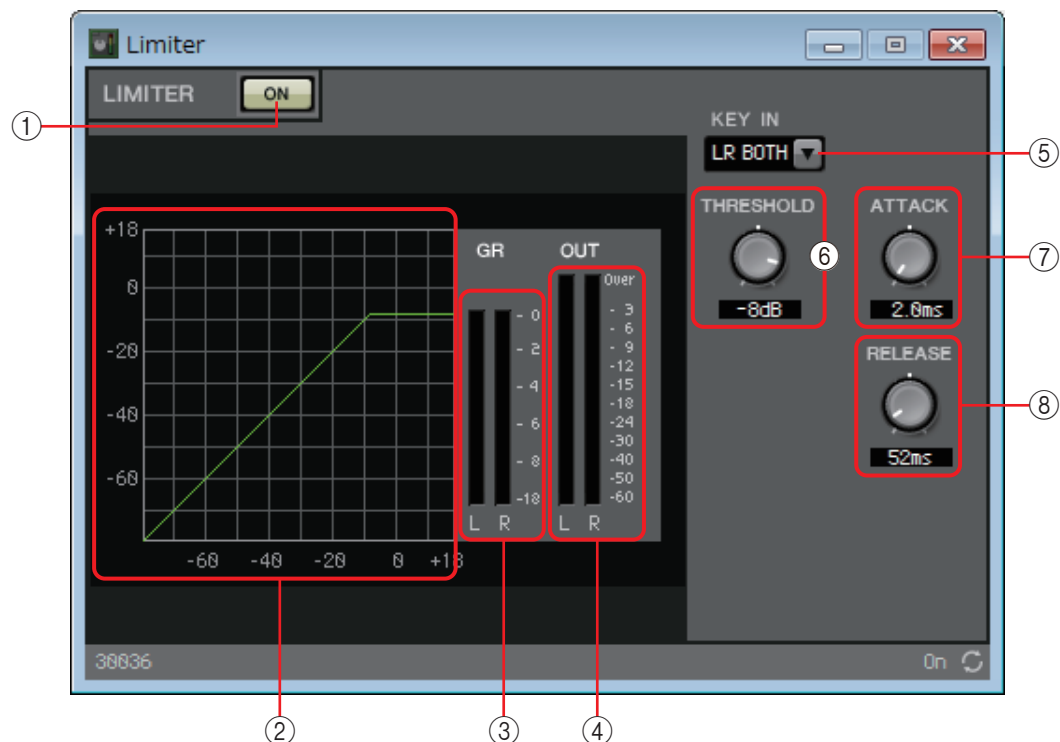 Limiter
LIMITER ON
①
KEY IN
LR BOTH
⑤
THRESHOLD
-8dB
⑥
ATTACK
2.0ms
⑦
RELEASE
52ms
⑧
+18
0
-20
-40
-60
-60 -40 -20 0 +18
②
GR
0
2
4
6
8
-18
L R
③
OUT
Over
- 3
- 6
- 9
-12
-15
-18
-24
-30
-40
-50
-60
L R
④
30036
On